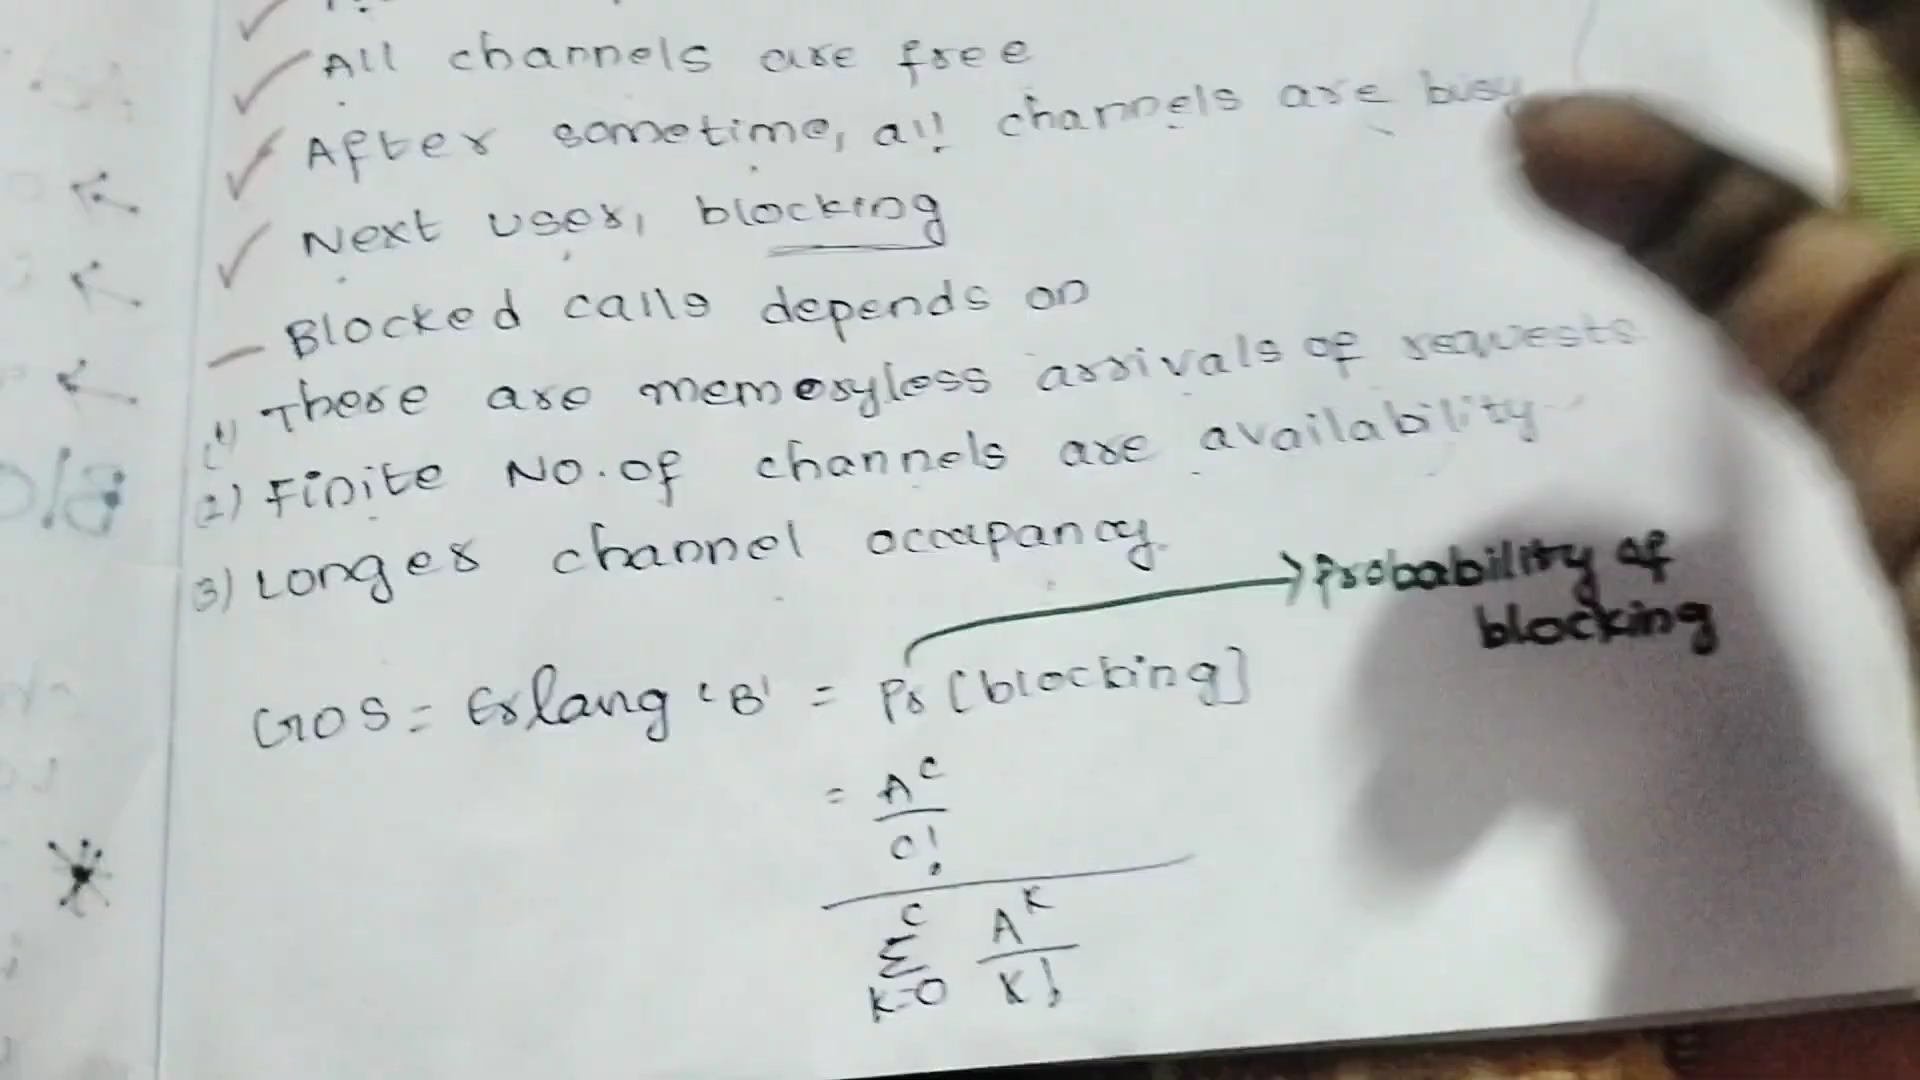 All channels are free
After sometime, all channels are busy
Next user, blocking
Blocked calls depends on
(1) There are memoryless arrivals of requests
(2) Finite No. of channels are availability
(3) Longer channel occupancy.
Probability of
blocking
GOS = Erlang 'B' = Pr [blocking]
= A^C
C!
C A^K
Σ
K=0 K!